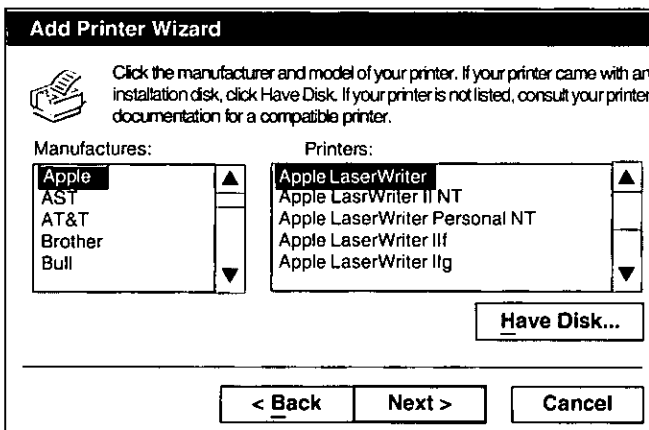 Add Printer Wizard
Click the manufacturer and model of your printer. If your printer came with an
installation disk, click Have Disk. If your printer is not listed, consult your printer
documentation for a compatible printer.
Manufactures:
Printers:
Apple
AST
AT&T
Brother
Bull
Apple LaserWriter
Apple LasrWriter II NT
Apple LaserWriter Personal NT
Apple LaserWriter IIf
Apple LaserWriter IIg
Have Disk...
< Back
Next >
Cancel